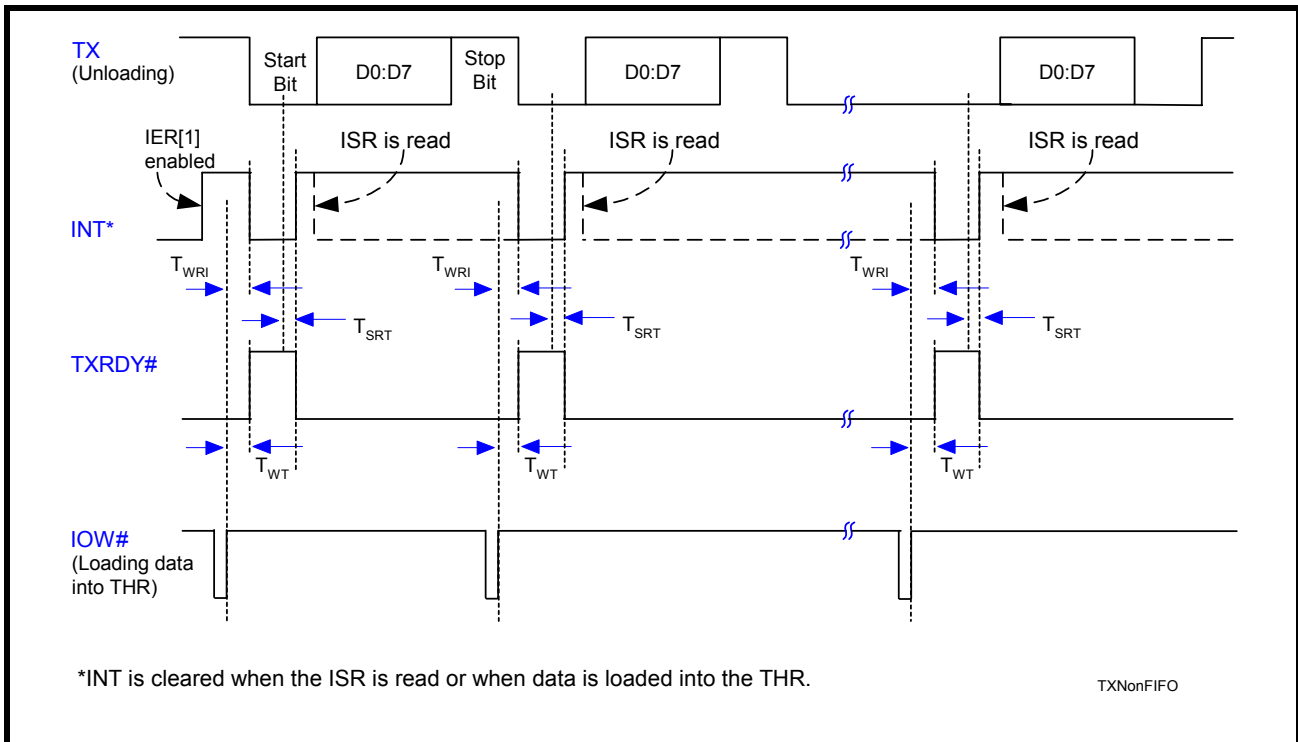 TX
(Unloading)
Start
Bit
D0:D7
Stop
Bit
D0:D7
D0:D7
IER[1]
enabled
ISR is read
ISR is read
ISR is read
INT*
TWRI
TWRI
TWRI
TSRT
TSRT
TSRT
TXRDY#
TWT
TWT
TWT
IOW#
(Loading data
into THR)
*INT is cleared when the ISR is read or when data is loaded into the THR.
TXNonFIFO